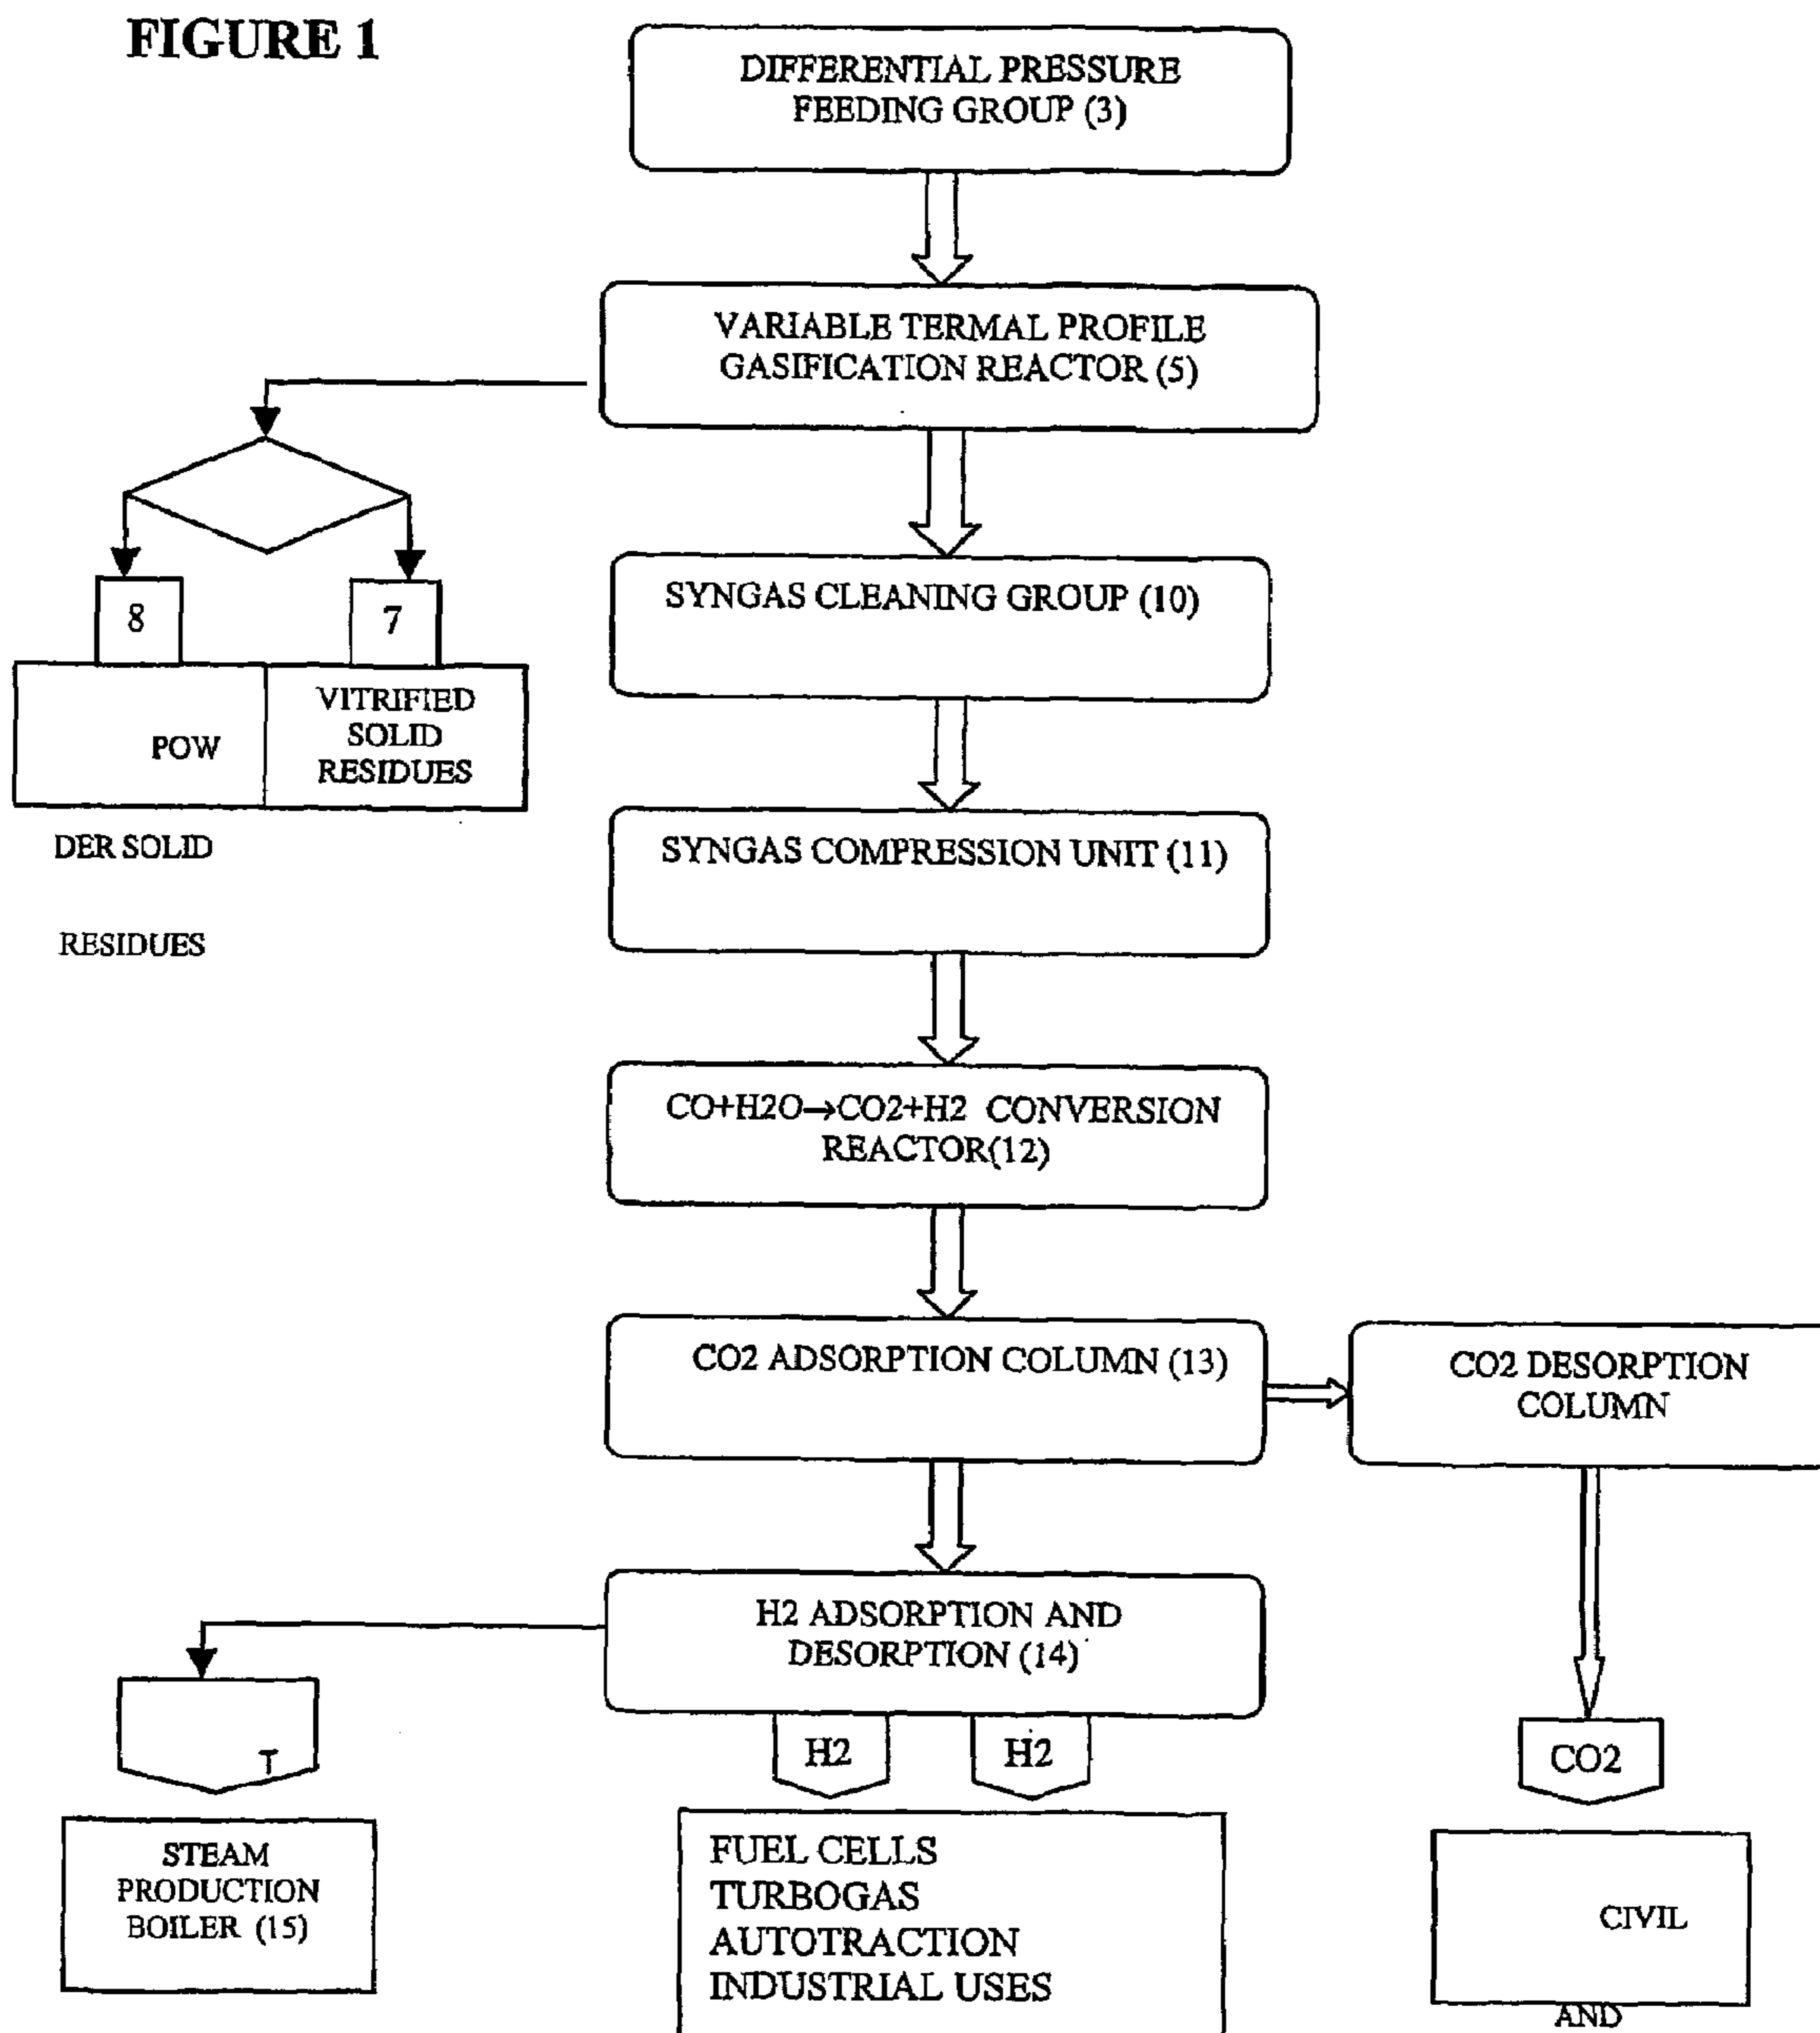 FIGURE 1
DIFFERENTIAL PRESSURE
FEEDING GROUP (3)
VARIABLE TERMAL PROFILE
GASIFICATION REACTOR (5)
SYNGAS CLEANING GROUP (10)
8
7
POW
VITRIFIED
SOLID
RESIDUES
DER SOLID
RESIDUES
SYNGAS COMPRESSION UNIT (11)
CO+H2O→CO2+H2 CONVERSION
REACTOR(12)
CO2 ADSORPTION COLUMN (13)
CO2 DESORPTION
COLUMN
H2 ADSORPTION AND
DESORPTION (14)
T
H2
H2
CO2
STEAM
PRODUCTION
BOILER (15)
FUEL CELLS
TURBOGAS
AUTOTRACTION
INDUSTRIAL USES
CIVIL
AND